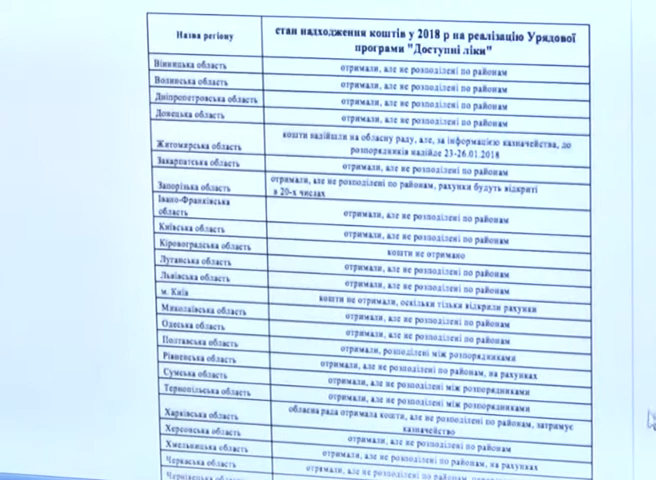 Назва регіону
стан надходження коштів у 2018 р на реалізацію Урядової
програми "Доступні ліки"
Вінницька область
отримали, але не розподілені по районам
Волинська область
отримали, але не розподілені по районам
Дніпропетровська область
отримали, але не розподілені по районам
Донецька область
отримали, але не розподілені по районам
Житомирська область
кошти надійшли на обласну раду, але, за інформацією казначейства, до
розпорядників надійде 23-26.01.2018
Закарпатська область
отримали, але не розподілені по районам
Запорізька область
отримали, але не розподілені по районам, рахунки будуть відкриті
в 20-х числах
Івано-Франківська
область
отримали, але не розподілені по районам
Київська область
отримали, але не розподілені по районам
Кіровоградська область
кошти не отримано
Луганська область
отримали, але не розподілені по районам
Львівська область
отримали, але не розподілені по районам
м. Київ
кошти не отримали, оскільки тільки відкрили рахунки
Миколаївська область
отримали, але не розподілені по районам
Одеська область
отримали, але не розподілені по районам
Полтавська область
отримали, розподілені між розпорядниками
Рівненська область
отримали, але не розподілені по районам, на рахунках
Сумська область
отримали, але не розподілені між розпорядниками
Тернопільська область
отримали, але не розподілені між розпорядниками
Харківська область
обласна рада отримала кошти, але не розподілені по районам, затримує
казначейство
Херсонська область
отримали, але не розподілені по районам
Хмельницька область
отримали, але не розподілені по районам, на рахунках
Черкаська область
отримали, але не розподілені по районам
Чернівецька область